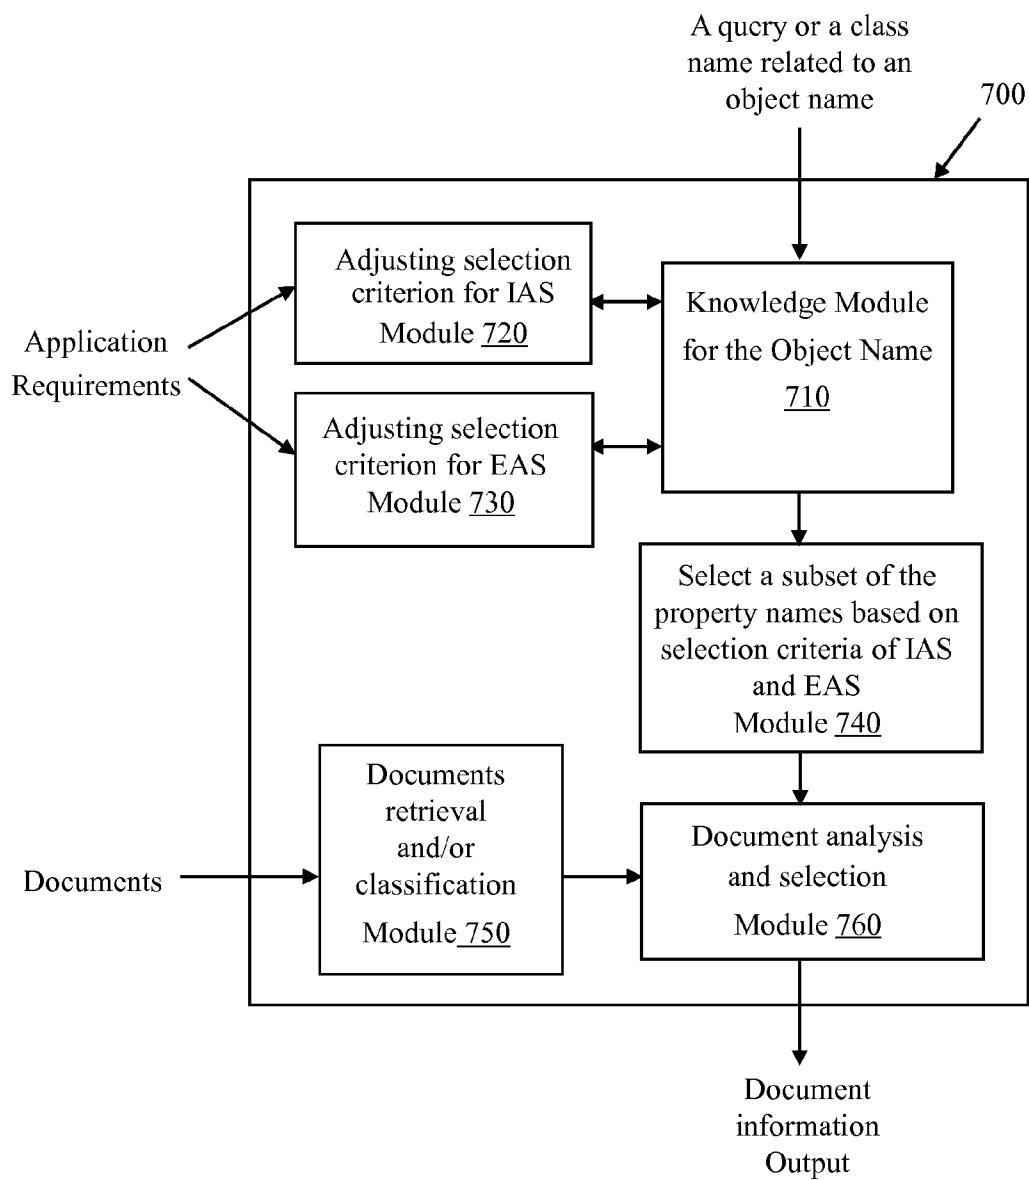 A qucry or a class
name related to an
object name
700
Adjusting selection
criterion for IAS
Module 720
Knowledge Module
for the Object Name
710
Application
Requirements
Adjusting selection
criterion for EAS
Module 730
Select a subset of the
property names based on
selection criteria of IAS
and EAS
Module 740
Documents
retrieval
and/or
classification
Module 750
Document analysis
and selection
Module 760
Documents
Document
information
Output